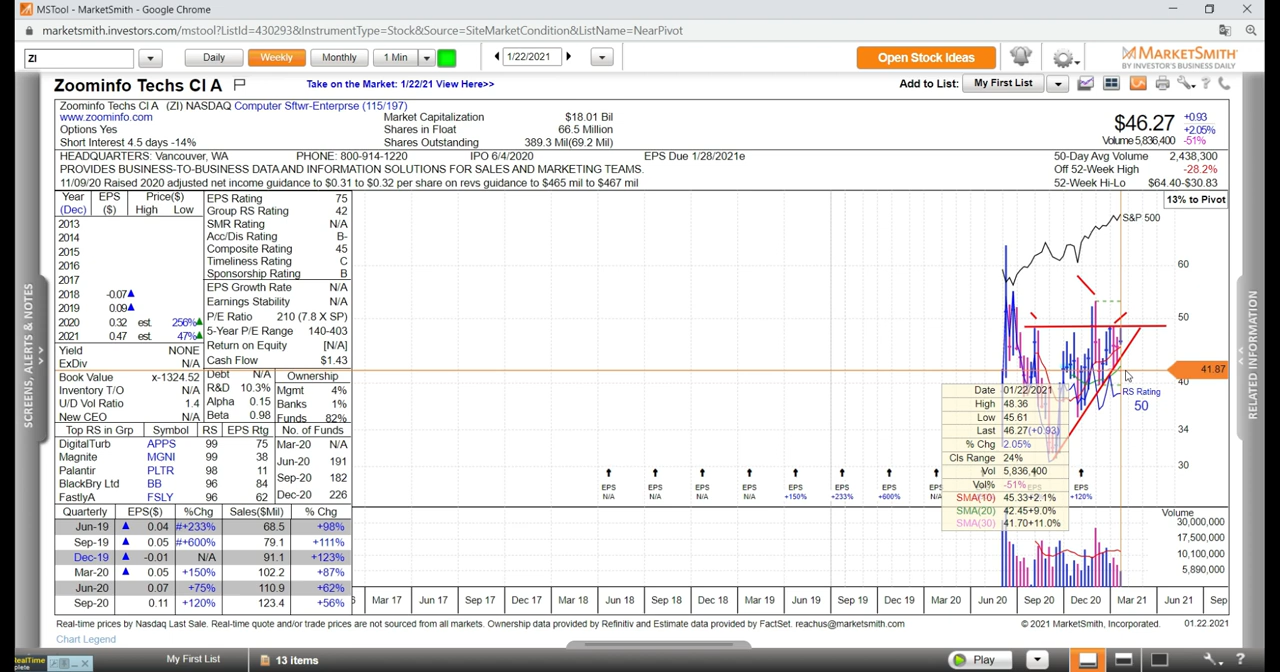 MSTool - MarketSmith - Google Chrome
marketsmith.investors.com/mstool?ListId=430293&InstrumentType=Stock&Source=SiteMarketCondition&ListName=NearPivot
ZI Daily Weekly Monthly 1 Min 1/22/2021 Open Stock Ideas MARKETSMITH
BY INVESTOR'S BUSINESS DAILY
Zoominfo Techs Cl A Take on the Market: 1/22/21 View Here>> Add to List: My First List
Zoominfo Techs Cl A (ZI) NASDAQ Computer Sftwr-Enterprse (115/197)
www.zoominfo.com Market Capitalization $18.01 Bil
Options Yes Shares in Float 66.5 Million
Short Interest 4.5 days -14% Shares Outstanding 389.3 Mil(69.2 Mil)
$46.27 +0.93
+2.05%
Volume 5,836,400 -51%
HEADQUARTERS: Vancouver, WA PHONE: 800-914-1220 IPO 6/4/2020 EPS Due 1/28/2021e
PROVIDES BUSINESS-TO-BUSINESS DATA AND INFORMATION SOLUTIONS FOR SALES AND MARKETING TEAMS.
11/09/20 Raised 2020 adjusted net income guidance to $0.31 to $0.32 per share on revs guidance to $465 mil to $467 mil
50-Day Avg Volume 2,438,300
Off 52-Week High -28.2%
52-Week Hi-Lo $64.40-$30.83
Year EPS Price($)
(Dec) ($) High Low
2013
2014
2015
2016
2017
2018 -0.07
2019 0.09
2020 0.32 est. 256%
2021 0.47 est 47%
Yield NONE
ExDiv N/A
Book Value x-1324.52
Inventory T/O N/A
U/D Vol Ratio 1.4
New CEO N/A
EPS Rating 75
Group RS Rating 42
SMR Rating N/A
Acc/Dis Rating B-
Composite Rating 45
Timeliness Rating C
Sponsorship Rating B
EPS Growth Rate N/A
Earnings Stability N/A
P/E Ratio 210 (7.8 X SP)
5-Year P/E Range 140-403
Return on Equity [N/A]
Cash Flow $1.43
Debt N/A
R&D 10.3%
Alpha 0.15
Beta 0.98
Ownership
Mgmt 4%
Banks 1%
Funds 82%
Top RS in Grp Symbol RS EPS Rtg
DigitalTurb APPS 99 75
Magnite MGNI 99 38
Palantir PLTR 98 11
BlackBry Ltd BB 96 84
FastlyA FSLY 96 62
No. of Funds
Mar-20 N/A
Jun-20 191
Sep-20 182
Dec-20 226
Quarterly EPS($) %Chg Sales($Mil) % Chg
Jun-19 0.04 #+233% 68.5 +98%
Sep-19 0.05 #+600% 79.1 +111%
Dec-19 -0.01 N/A 91.1 +123%
Mar-20 0.05 +150% 102.2 +87%
Jun-20 0.07 +75% 110.9 +62%
Sep-20 0.11 +120% 123.4 +56%
13% to Pivot
S&P 500
60
50
41.87
40
RS Rating
50
34
30
Date 01/22/2021
High 48.36
Low 45.61
Last 46.27(+0.93)
% Chg 2.05%
Cls Range 24%
Vol 5,836,400
Vol% -51%
SMA(10) 45.33+2.1%
SMA(20) 42.45+9.0%
SMA(30) 41.70+11.0%
EPS EPS EPS EPS EPS EPS EPS EPS EPS
N/A N/A N/A N/A +150% +233% +600% N/A +120%
Volume
30,000,000
17,500,000
10,100,000
5,890,000
6 Mar 17 Jun 17 Sep 17 Dec 17 Mar 18 Jun 18 Sep 18 Dec 18 Mar 19 Jun 19 Sep 19 Dec 19 Mar 20 Jun 20 Sep 20 Dec 20 Mar 21 Jun 21 Sep
Real-time prices by Nasdaq Last Sale. Real-time quote and/or trade prices are not sourced from all markets. Ownership data provided by Refinitiv and Estimate data provided by FactSet. reachus@marketsmith.com © 2021 MarketSmith, Incorporated. 01.22.2021
Chart Legend
SCREENS, ALERTS & NOTES
RELATED INFORMATION
My First List 13 items Play